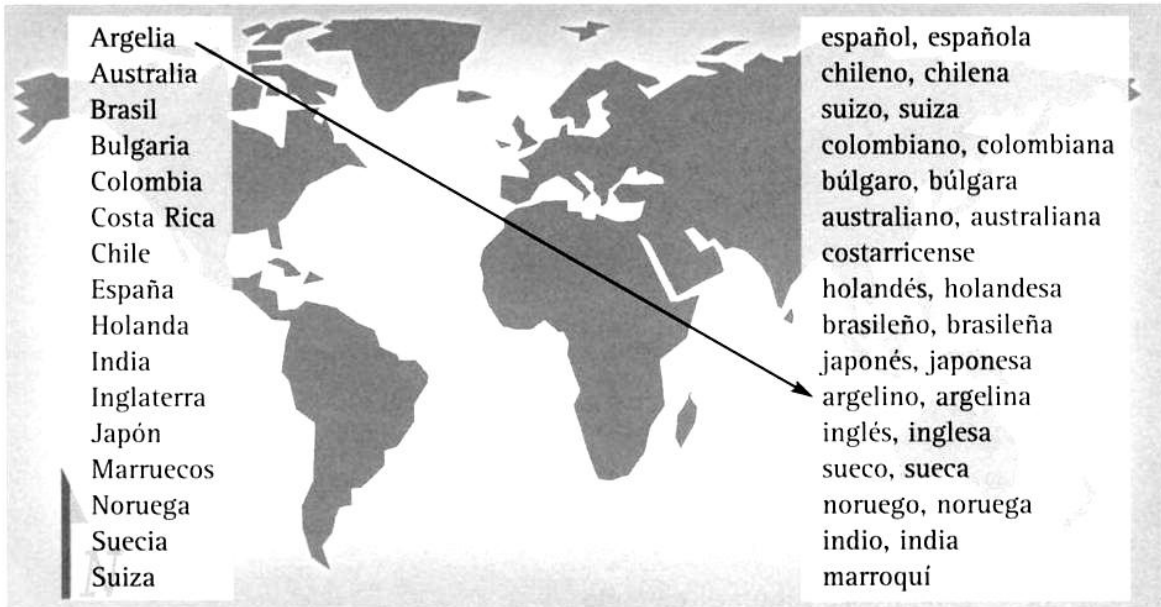 Argelia
Australia
Brasil
Bulgaria
Colombia
Costa Rica
Chile
España
Holanda
India
Inglaterra
Japón
Marruecos
Noruega
Suecia
Suiza
español, española
chileno, chilena
suizo, suiza
colombiano, colombiana
búlgaro, búlgara
australiano, australiana
costarricense
holandés, holandesa
brasileño, brasileña
japonés, japonesa
argelino, argelina
inglés, inglesa
sueco, sueca
noruego, noruega
indio, india
marroquí
N